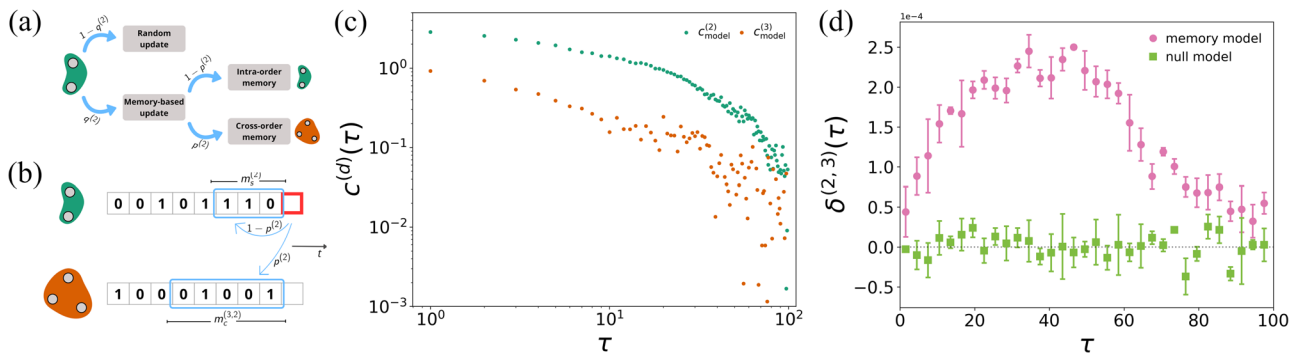 (a)
1 − q^(2)
Random
update
q^(2)
Memory-based
update
1 − p^(2)
Intra-order
memory
p^(2)
Cross-order
memory
(b)
m_s^(2)
0 0 1 0 1 1 1 0
1 − p^(2)
p^(2)
t
1 0 0 0 1 0 0 1
m_c^(3,2)
(c)
c^(2)_model
c^(3)_model
c^(d)(τ)
10^0
10^−1
10^−2
10^−3
10^0
10^1
10^2
τ
(d)
1e−4
memory model
null model
δ^(2, 3)(τ)
2.5
2.0
1.5
1.0
0.5
0.0
−0.5
0
20
40
60
80
100
τ